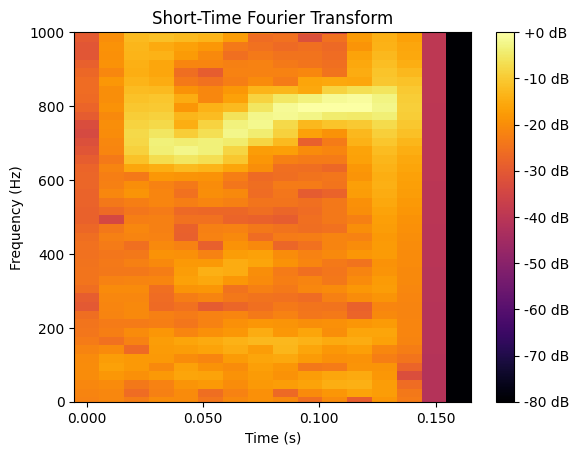 Short-Time Fourier Transform
1000
800
600
400
200
0
Frequency (Hz)
0.000
0.050
0.100
0.150
Time (s)
+0 dB
-10 dB
-20 dB
-30 dB
-40 dB
-50 dB
-60 dB
-70 dB
-80 dB